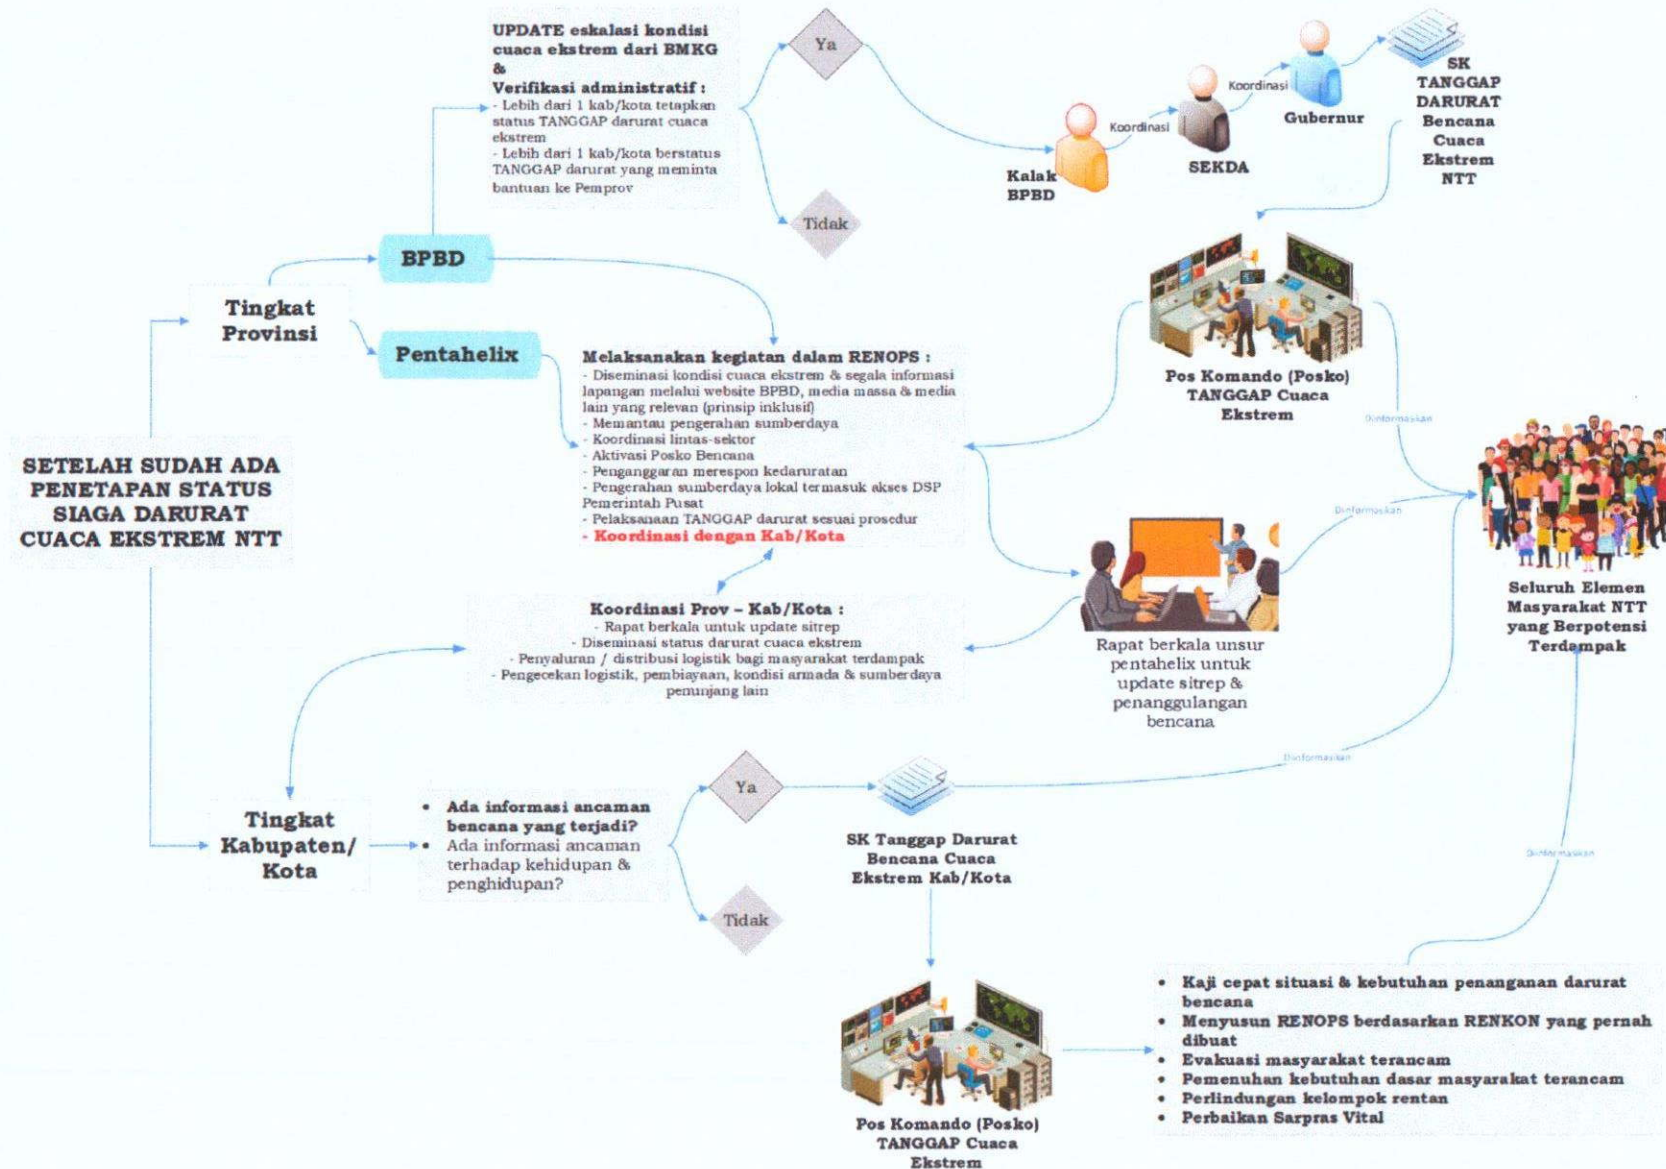 UPDATE eskalasi kondisi
cuaca ekstrem dari BMKG
&
Verifikasi administratif :
- Lebih dari 1 kab/kota tetapkan
status TANGGAP darurat cuaca
ekstrem
- Lebih dari 1 kab/kota berstatus
TANGGAP darurat yang meminta
bantuan ke Pemprov
Ya
Tidak
Kalak
BPBD
Koordinasi
SEKDA
Koordinasi
Gubernur
SK
TANGGAP
DARURAT
Bencana
Cuaca
Ekstrem
NTT
BPBD
Tingkat
Provinsi
Pentahelix
Melaksanakan kegiatan dalam RENOPS :
- Diseminasi kondisi cuaca ekstrem & segala informasi
lapangan melalui website BPBD, media massa & media
lain yang relevan (prinsip inklusif)
- Memantau pengerahan sumberdaya
- Koordinasi lintas-sektor
- Aktivasi Posko Bencana
- Penganggaran merespon kedaruratan
- Pengerahan sumberdaya lokal termasuk akses DSP
Pemerintah Pusat
- Pelaksanaan TANGGAP darurat sesuai prosedur
- Koordinasi dengan Kab/Kota
Pos Komando (Posko)
TANGGAP Cuaca
Ekstrem
Diinformasikan
Diinformasikan
SETELAH SUDAH ADA
PENETAPAN STATUS
SIAGA DARURAT
CUACA EKSTREM NTT
Seluruh Elemen
Masyarakat NTT
yang Berpotensi
Terdampak
Koordinasi Prov – Kab/Kota :
- Rapat berkala untuk update sitrep
- Diseminasi status darurat cuaca ekstrem
- Penyaluran / distribusi logistik bagi masyarakat terdampak
- Pengecekan logistik, pembiayaan, kondisi armada & sumberdaya
penunjang lain
Rapat berkala unsur
pentahelix untuk
update sitrep &
penanggulangan
bencana
Diinformasikan
Tingkat
Kabupaten/
Kota
• Ada informasi ancaman
bencana yang terjadi?
• Ada informasi ancaman
terhadap kehidupan &
penghidupan?
Ya
Tidak
SK Tanggap Darurat
Bencana Cuaca
Ekstrem Kab/Kota
Diinformasikan
Pos Komando (Posko)
TANGGAP Cuaca
Ekstrem
• Kaji cepat situasi & kebutuhan penanganan darurat
bencana
• Menyusun RENOPS berdasarkan RENKON yang pernah
dibuat
• Evakuasi masyarakat terancam
• Pemenuhan kebutuhan dasar masyarakat terancam
• Perlindungan kelompok rentan
• Perbaikan Sarpras Vital